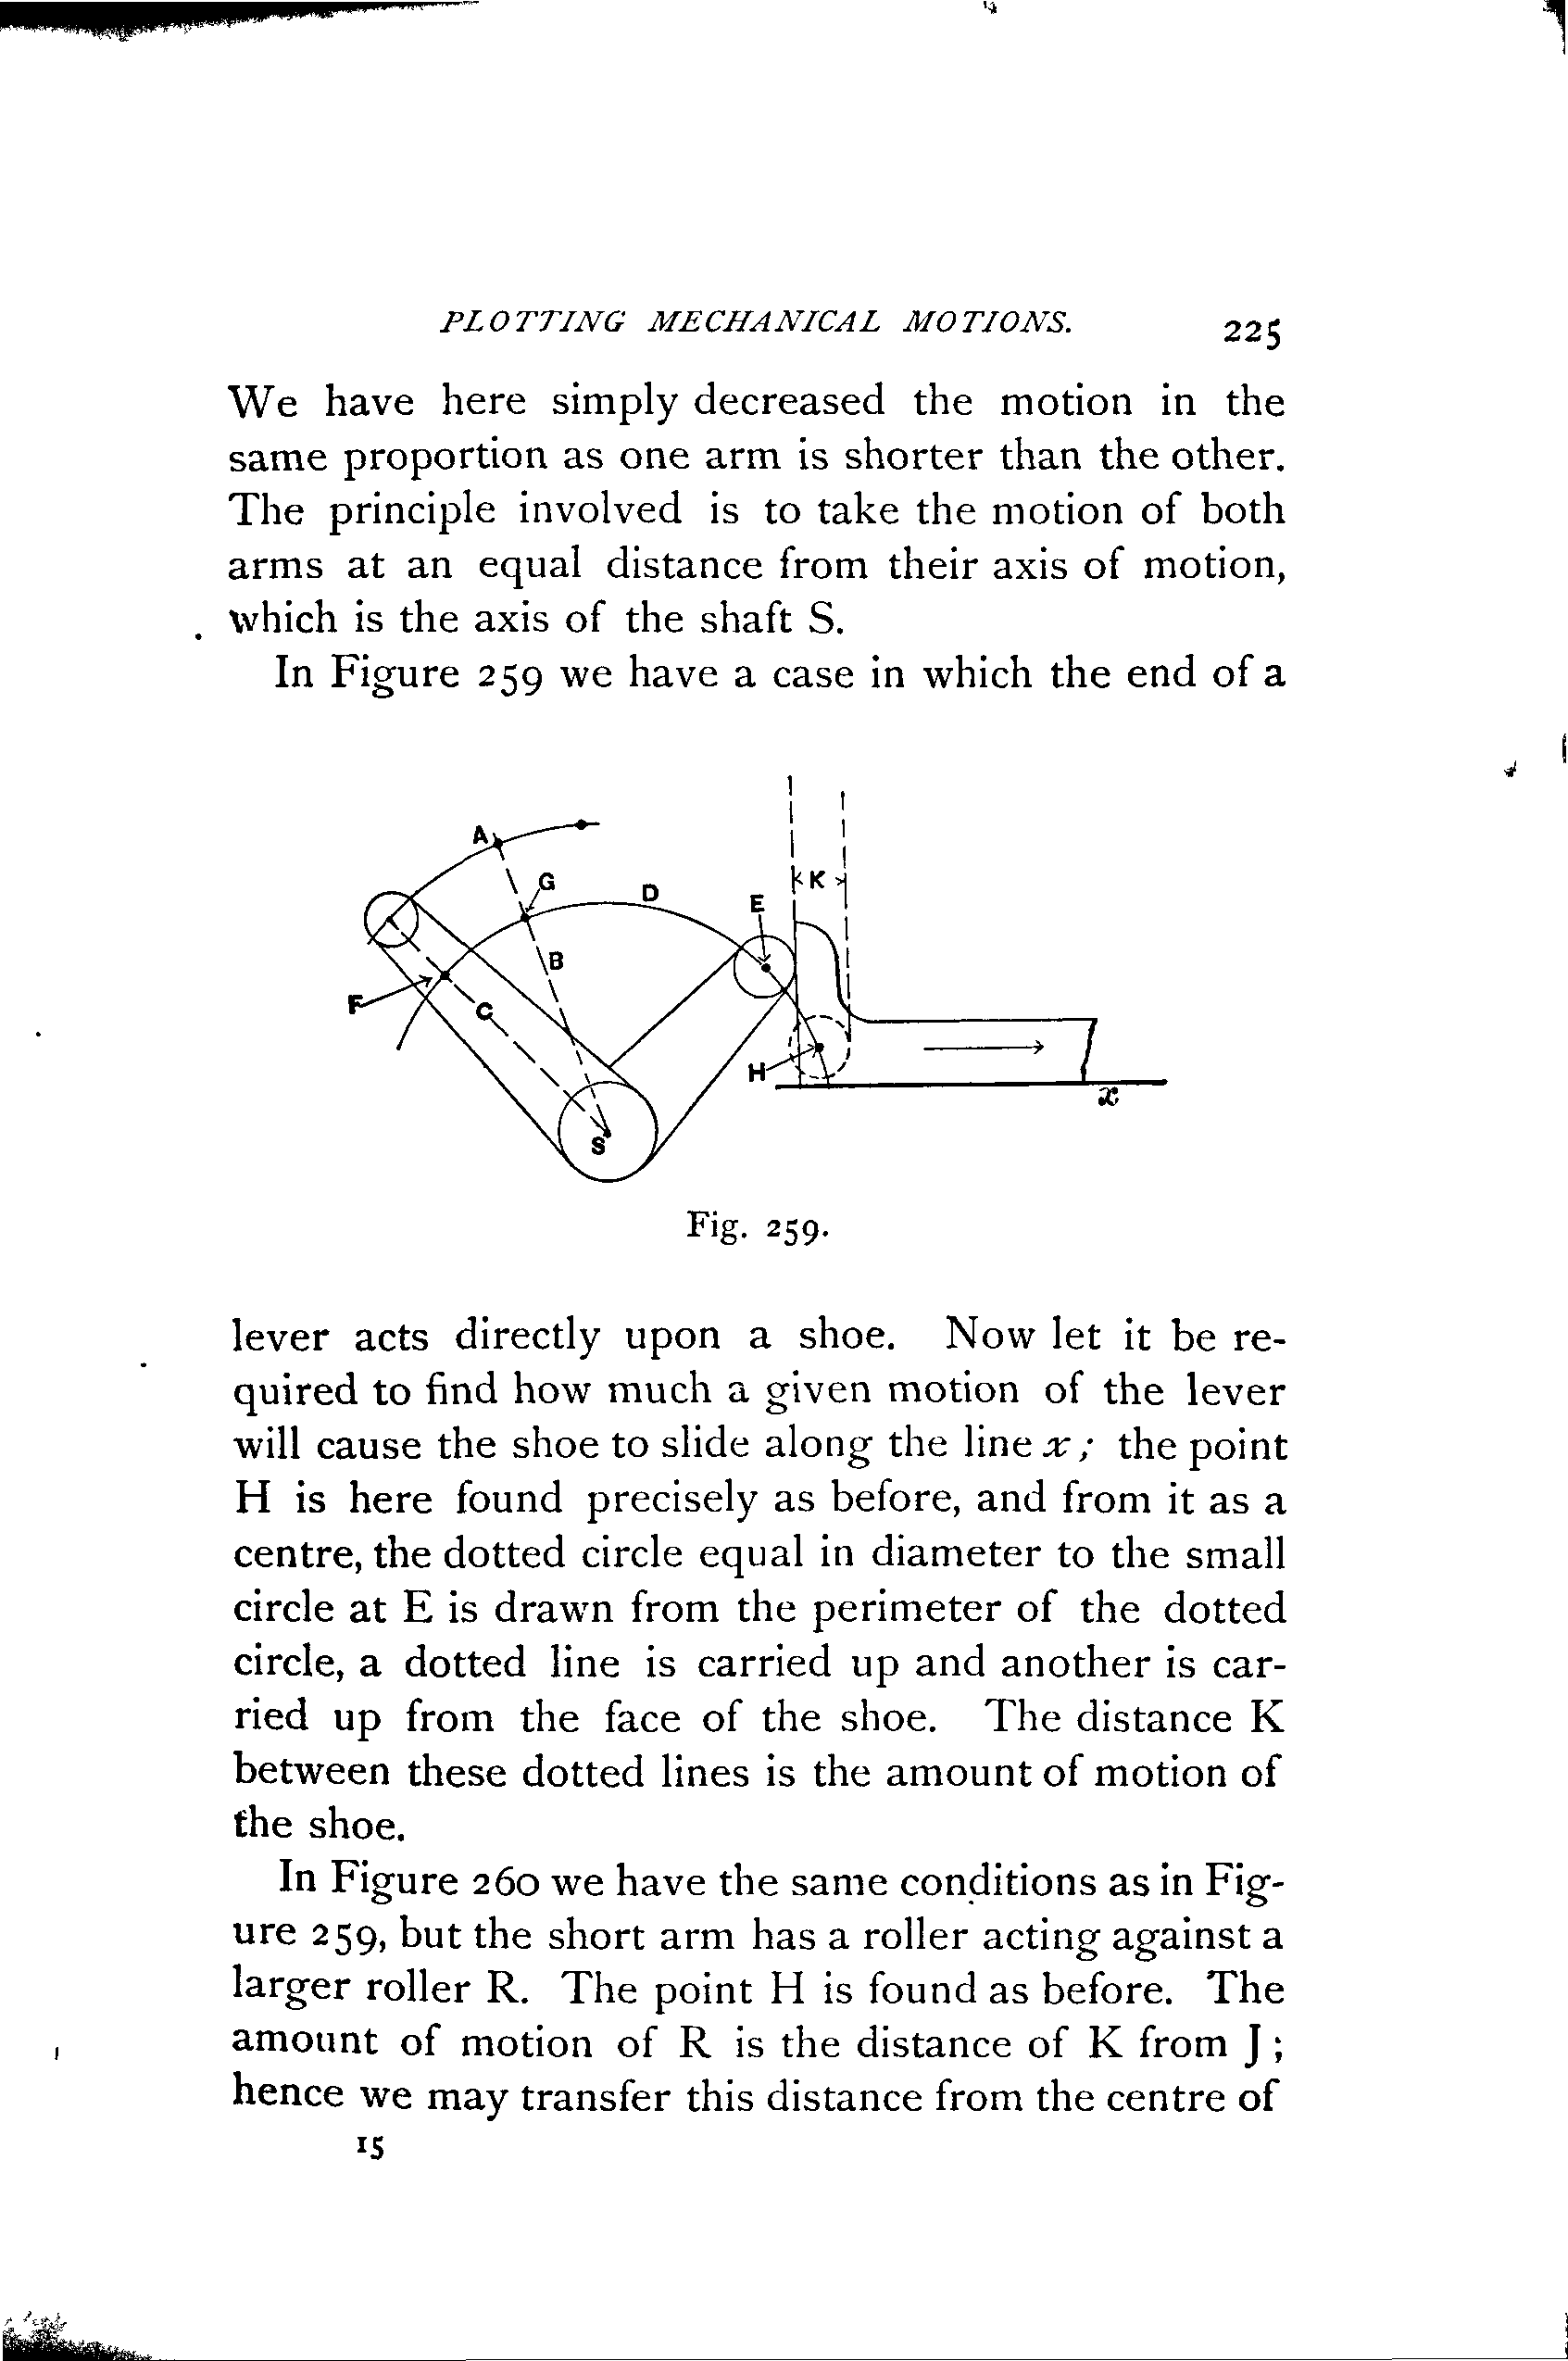 PLOTTING MECHANICAL MOTIONS. 225
We have here simply decreased the motion in the
same proportion as one arm is shorter than the other.
The principle involved is to take the motion of both
arms at an equal distance from their axis of motion,
which is the axis of the shaft S.
In Figure 259 we have a case in which the end of a
A
G
D
E
K
B
F
C
H
S
x
Fig. 259.
lever acts directly upon a shoe. Now let it be re-
quired to find how much a given motion of the lever
will cause the shoe to slide along the line x; the point
H is here found precisely as before, and from it as a
centre, the dotted circle equal in diameter to the small
circle at E is drawn from the perimeter of the dotted
circle, a dotted line is carried up and another is car-
ried up from the face of the shoe. The distance K
between these dotted lines is the amount of motion of
the shoe.
In Figure 260 we have the same conditions as in Fig-
ure 259, but the short arm has a roller acting against a
larger roller R. The point H is found as before. The
amount of motion of R is the distance of K from J;
hence we may transfer this distance from the centre of
15